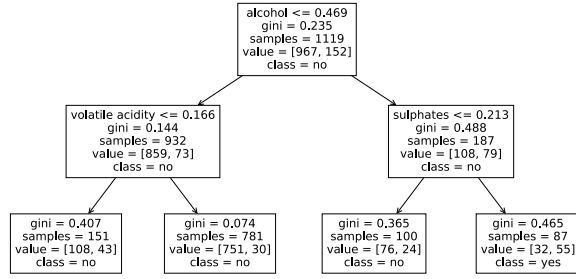 alcohol <= 0.469
gini = 0.235
samples = 1119
value = [967, 152]
class = no
volatile acidity <= 0.166
gini = 0.144
samples = 932
value = [859, 73]
class = no
sulphates <= 0.213
gini = 0.488
samples = 187
value = [108, 79]
class = no
gini = 0.407
samples = 151
value = [108, 43]
class = no
gini = 0.074
samples = 781
value = [751, 30]
class = no
gini = 0.365
samples = 100
value = [76, 24]
class = no
gini = 0.465
samples = 87
value = [32, 55]
class = yes